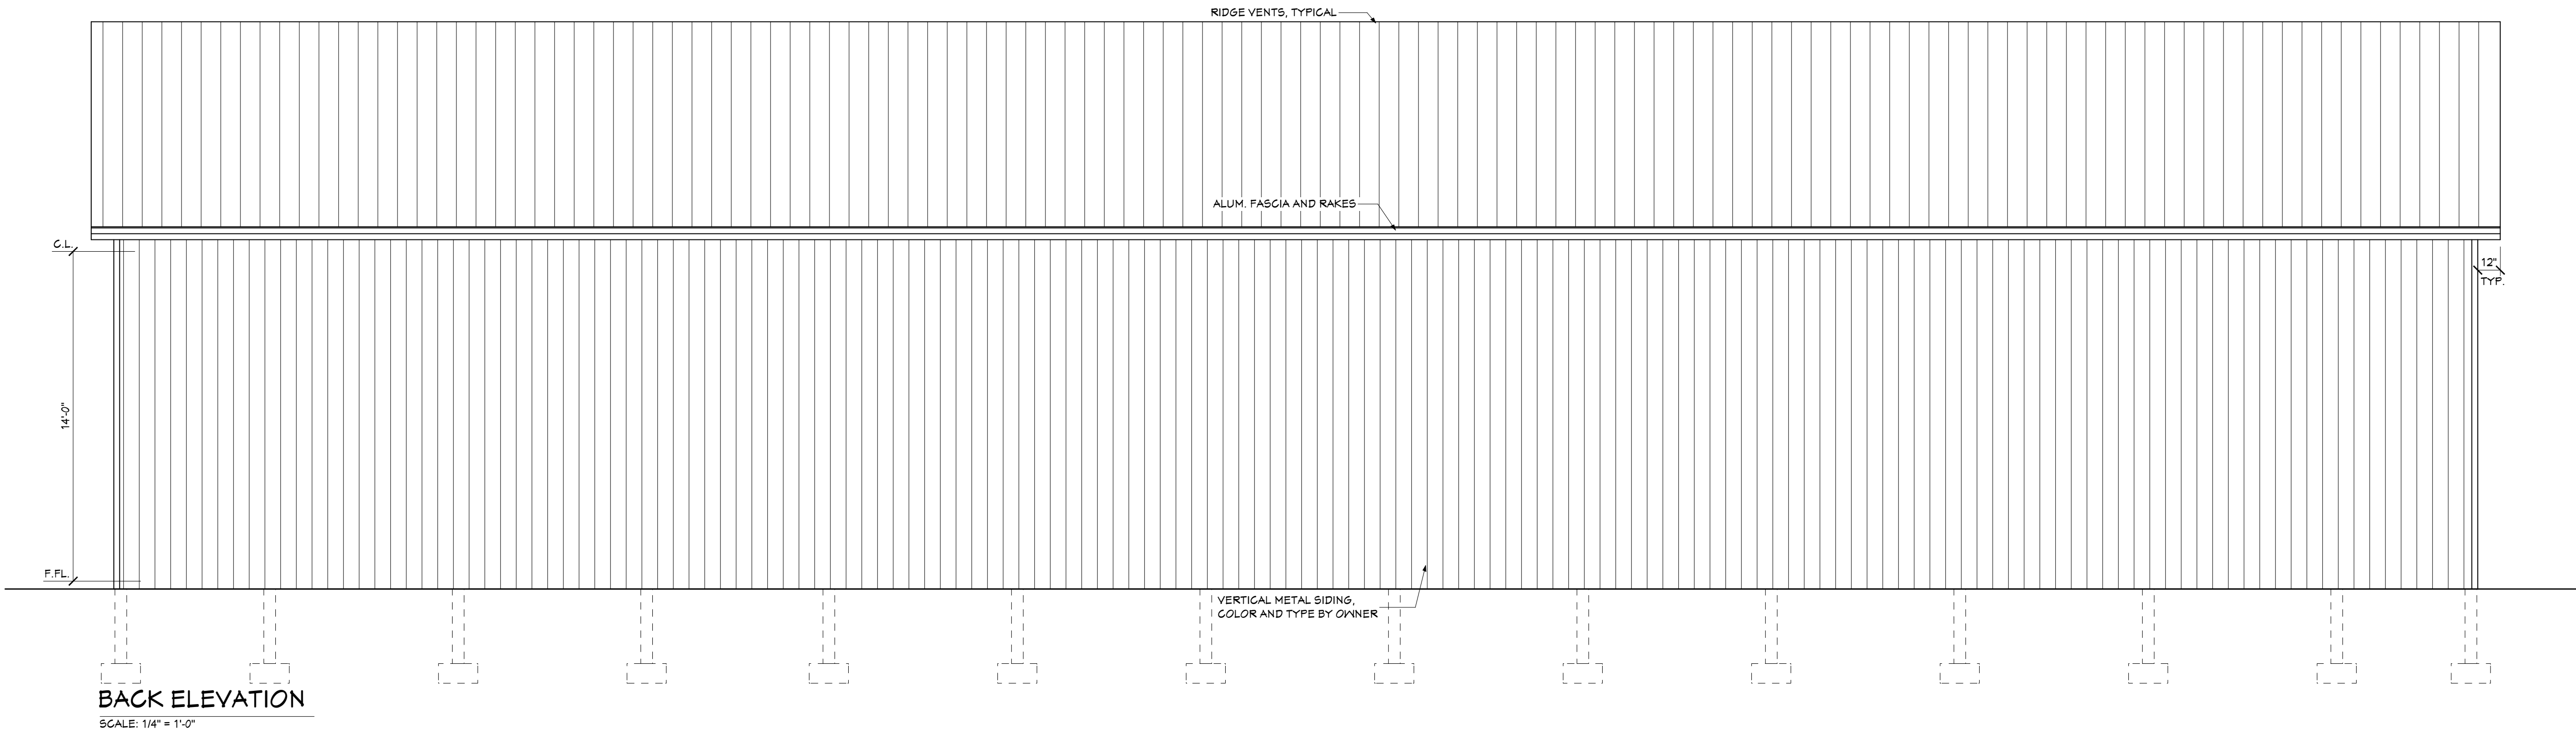 RIDGE VENTS, TYPICAL
ALUM. FASCIA AND RAKES
C.L.
12"
TYP.
14'-0"
F.FL.
VERTICAL METAL SIDING,
COLOR AND TYPE BY OWNER
BACK ELEVATION
SCALE: 1/4" = 1'-0"